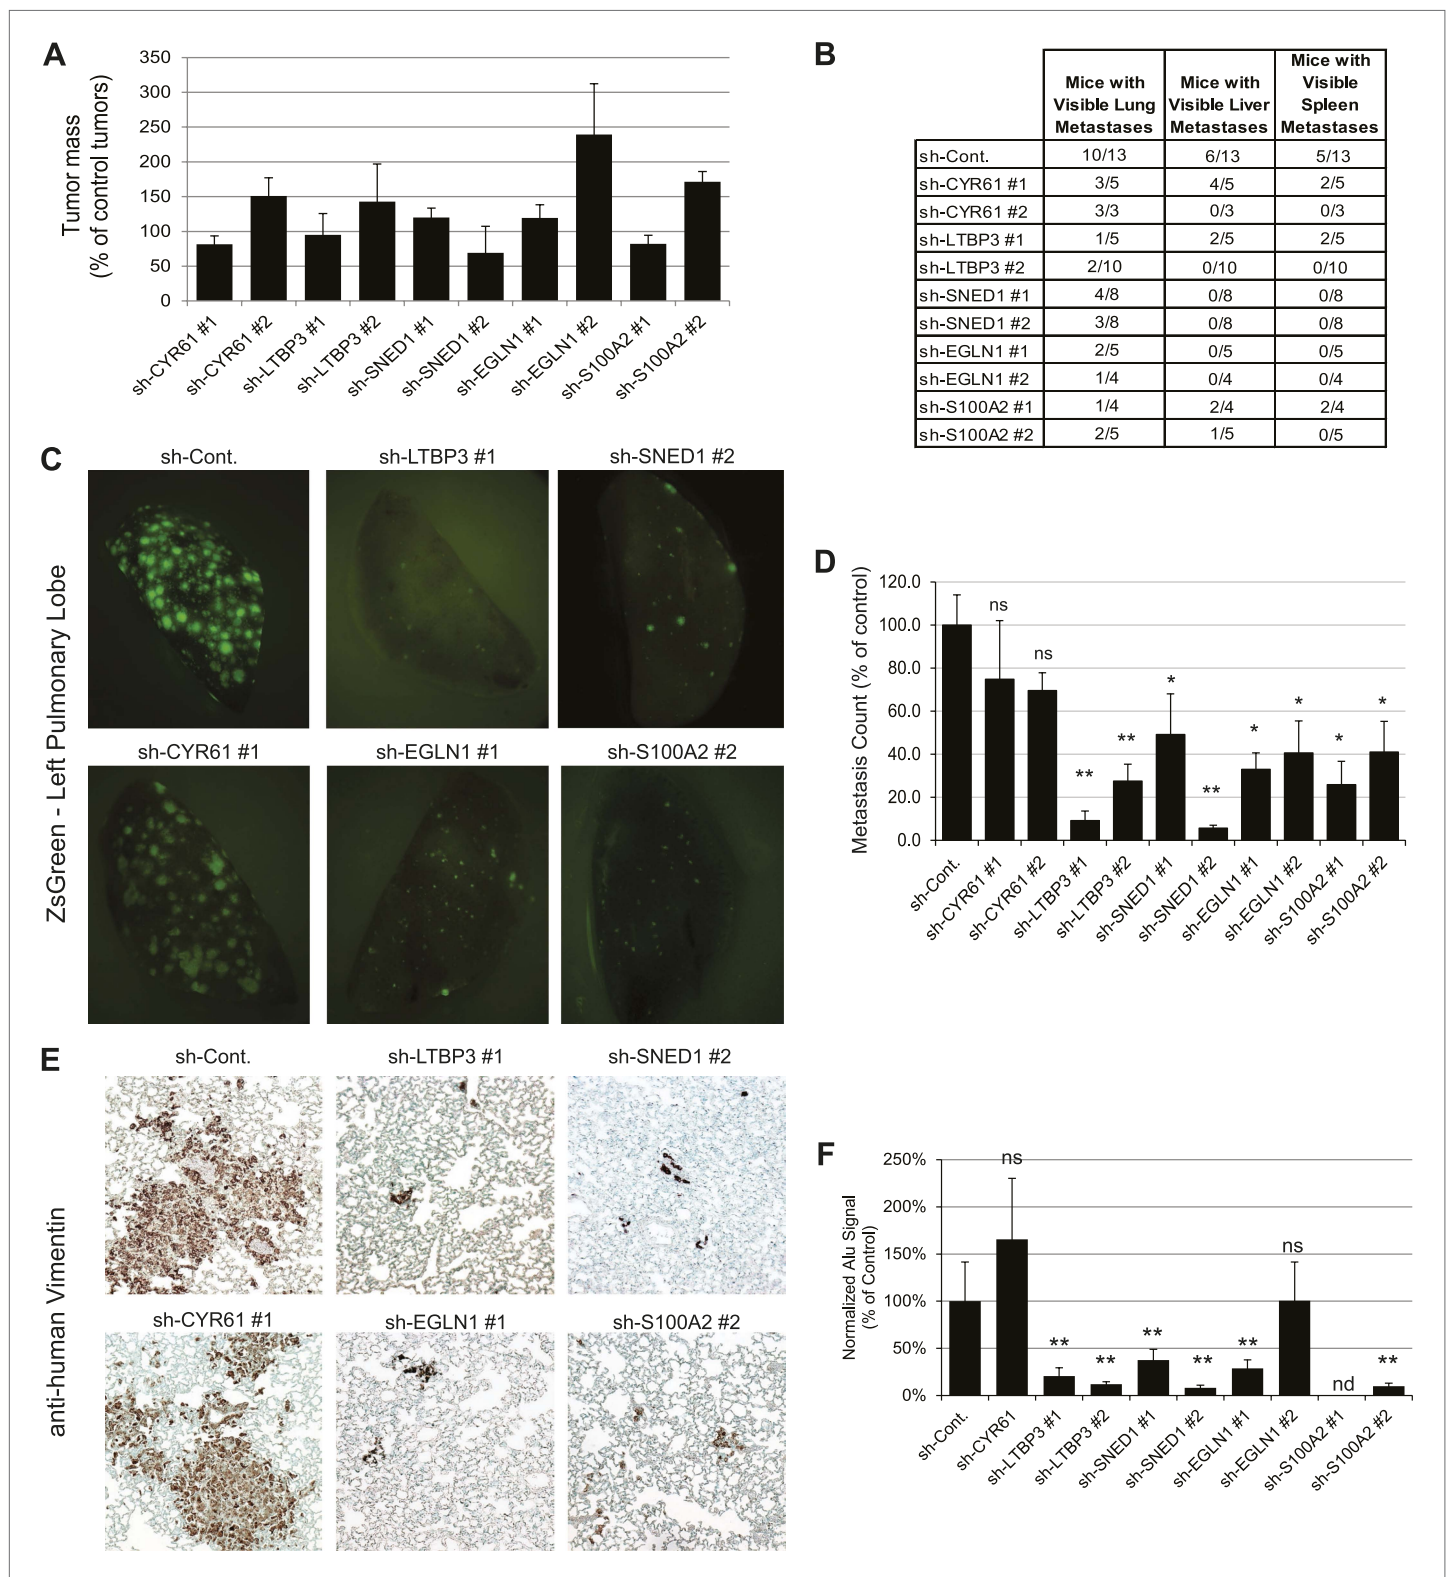 A
350
300
250
200
150
100
50
0
Tumor mass
(% of control tumors)
sh-CYR61 #1
sh-CYR61 #2
sh-LTBP3 #1
sh-LTBP3 #2
sh-SNED1 #1
sh-SNED1 #2
sh-EGLN1 #1
sh-EGLN1 #2
sh-S100A2 #1
sh-S100A2 #2
B
Mice with Visible Lung Metastases
Mice with Visible Liver Metastases
Mice with Visible Spleen Metastases
sh-Cont. 10/13 6/13 5/13
sh-CYR61 #1 3/5 4/5 2/5
sh-CYR61 #2 3/3 0/3 0/3
sh-LTBP3 #1 1/5 2/5 2/5
sh-LTBP3 #2 2/10 0/10 0/10
sh-SNED1 #1 4/8 0/8 0/8
sh-SNED1 #2 3/8 0/8 0/8
sh-EGLN1 #1 2/5 0/5 0/5
sh-EGLN1 #2 1/4 0/4 0/4
sh-S100A2 #1 1/4 2/4 2/4
sh-S100A2 #2 2/5 1/5 0/5
C
ZsGreen - Left Pulmonary Lobe
sh-Cont.
sh-LTBP3 #1
sh-SNED1 #2
sh-CYR61 #1
sh-EGLN1 #1
sh-S100A2 #2
D
Metastasis Count (% of control)
120.0
100.0
80.0
60.0
40.0
20.0
0.0
ns
ns
**
**
*
**
*
*
*
*
sh-Cont.
sh-CYR61 #1
sh-CYR61 #2
sh-LTBP3 #1
sh-LTBP3 #2
sh-SNED1 #1
sh-SNED1 #2
sh-EGLN1 #1
sh-EGLN1 #2
sh-S100A2 #1
sh-S100A2 #2
E
anti-human Vimentin
sh-Cont.
sh-LTBP3 #1
sh-SNED1 #2
sh-CYR61 #1
sh-EGLN1 #1
sh-S100A2 #2
F
Normalized Alu Signal
(% of Control)
250%
200%
150%
100%
50%
0%
ns
**
**
**
**
**
ns
nd
**
sh-Cont.
sh-CYR61
sh-LTBP3 #1
sh-LTBP3 #2
sh-SNED1 #1
sh-SNED1 #2
sh-EGLN1 #1
sh-EGLN1 #2
sh-S100A2 #1
sh-S100A2 #2